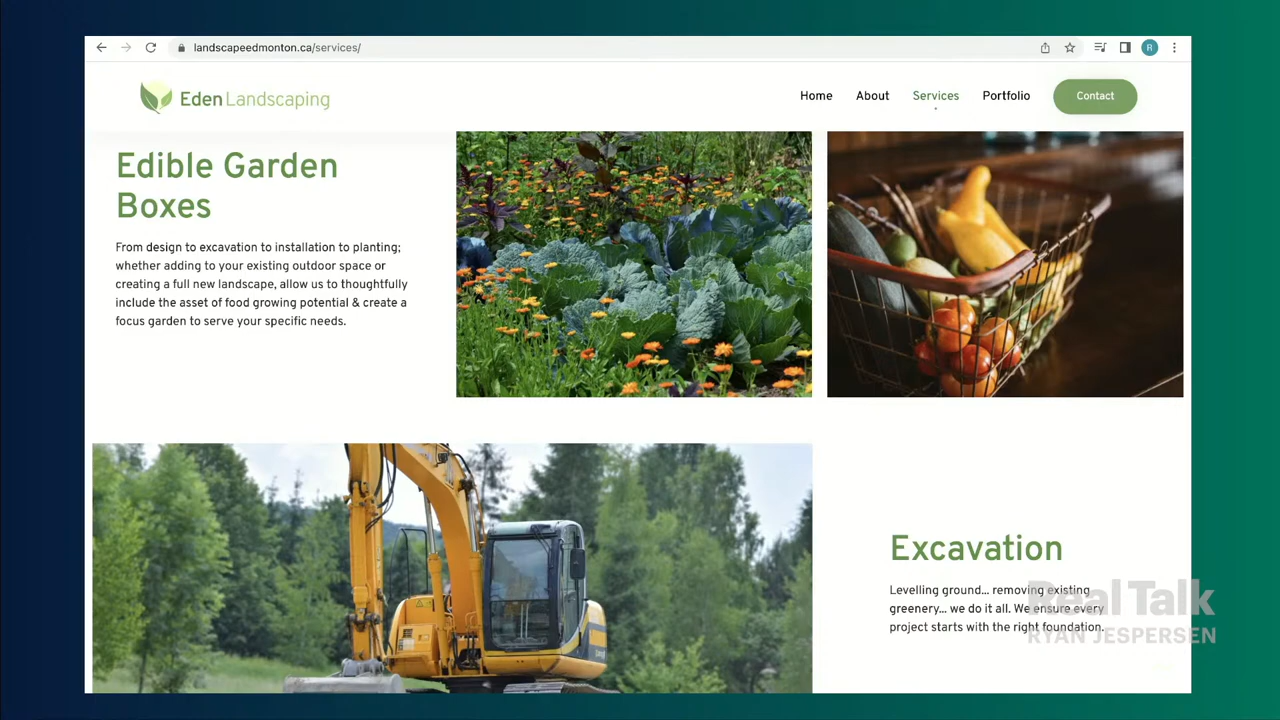 landscapeedmonton.ca/services/
R
Eden Landscaping
Home
About
Services
Portfolio
Contact
Edible Garden
Boxes
From design to excavation to installation to planting;
whether adding to your existing outdoor space or
creating a full new landscape, allow us to thoughtfully
include the asset of food growing potential & create a
focus garden to serve your specific needs.
Excavation
Levelling ground... removing existing
greenery... we do it all. We ensure every
project starts with the right foundation.
Real Talk
RYAN JESPERSEN